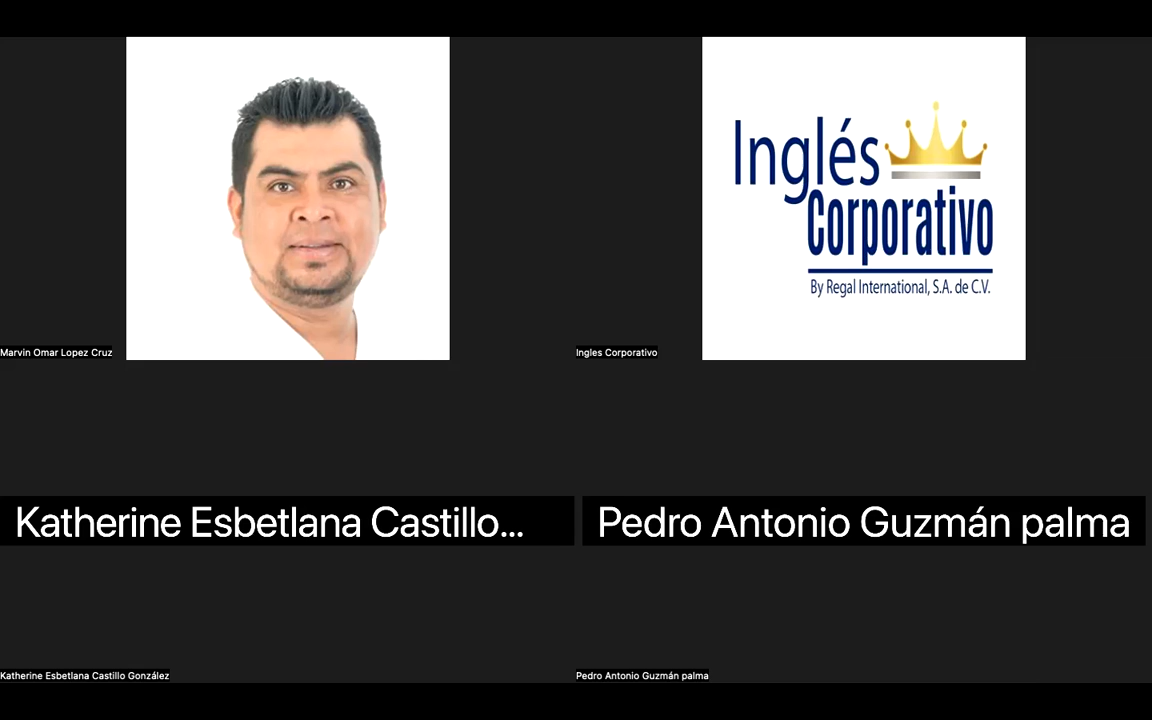 Inglés
Corporativo
By Regal International, S.A. de C.V.
Marvin Omar Lopez Cruz
Ingles Corporativo
Katherine Esbetlana Castillo...
Pedro Antonio Guzmán palma
Katherine Esbetlana Castillo González
Pedro Antonio Guzmán palma